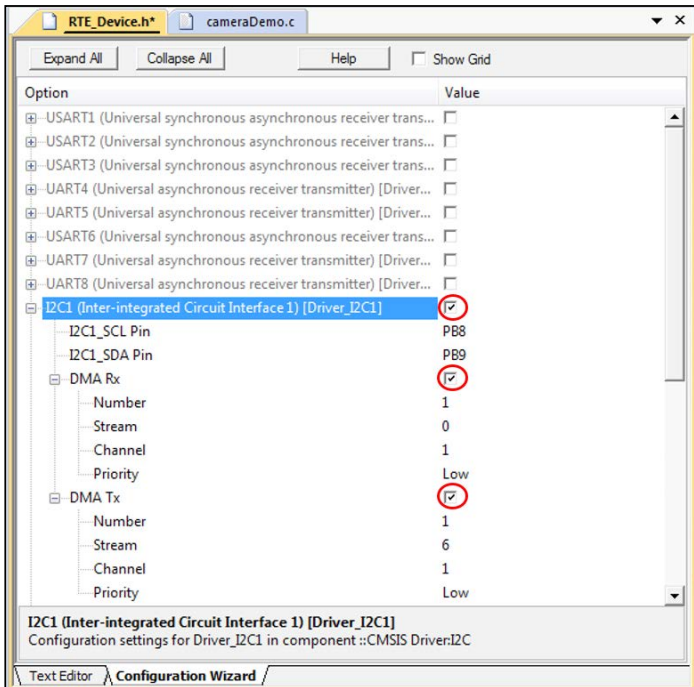 RTE_Device.h* cameraDemo.c
Expand All Collapse All Help Show Grid
Option Value
USART1 (Universal synchronous asynchronous receiver trans...
USART2 (Universal synchronous asynchronous receiver trans...
USART3 (Universal synchronous asynchronous receiver trans...
UART4 (Universal asynchronous receiver transmitter) [Driver...
UART5 (Universal asynchronous receiver transmitter) [Driver...
USART6 (Universal synchronous asynchronous receiver trans...
UART7 (Universal asynchronous receiver transmitter) [Driver...
UART8 (Universal asynchronous receiver transmitter) [Driver...
I2C1 (Inter-integrated Circuit Interface 1) [Driver_I2C1]
I2C1_SCL Pin PB8
I2C1_SDA Pin PB9
DMA Rx
Number 1
Stream 0
Channel 1
Priority Low
DMA Tx
Number 1
Stream 6
Channel 1
Priority Low
I2C1 (Inter-integrated Circuit Interface 1) [Driver_I2C1]
Configuration settings for Driver_I2C1 in component ::CMSIS Driver:I2C
Text Editor Configuration Wizard